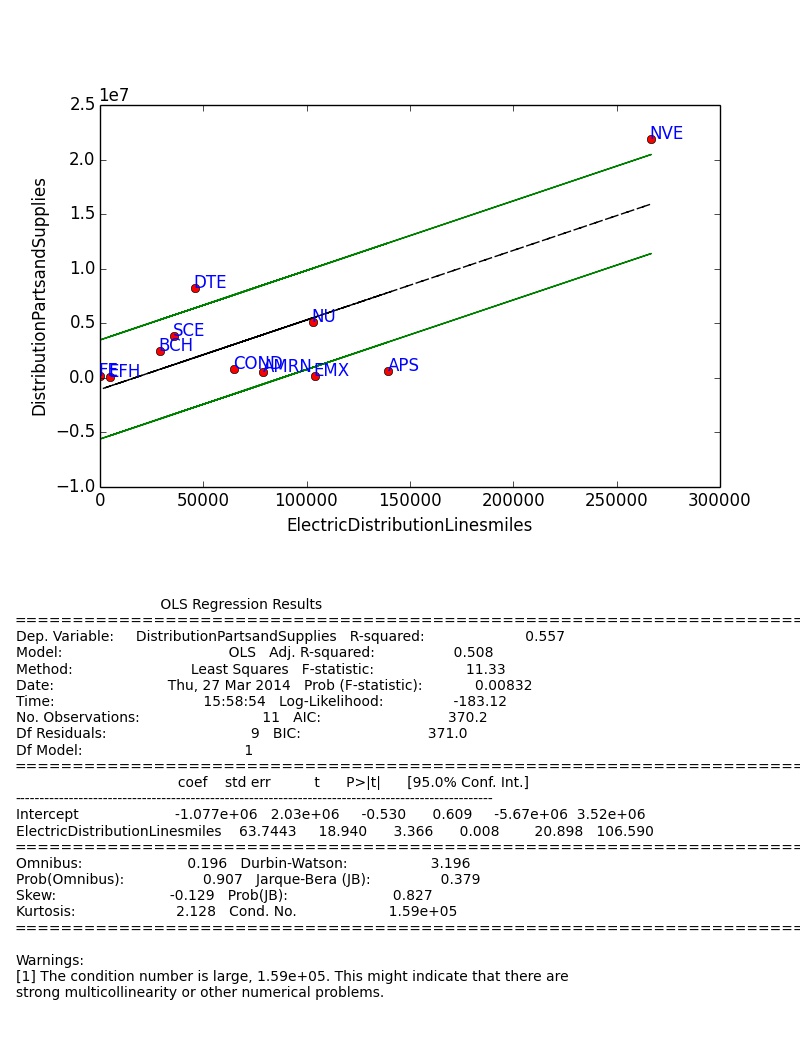 1e7
2.5
2.0
1.5
1.0
0.5
0.0
−0.5
−1.0
DistributionPartsandSupplies
NVE
DTE
NU
SCE
BCH
COND
AMRN
EMX
APS
EFH
0 50000 100000 150000 200000 250000 300000
ElectricDistributionLinesmiles
OLS Regression Results
==============================================================================
Dep. Variable: DistributionPartsandSupplies R-squared: 0.557
Model: OLS Adj. R-squared: 0.508
Method: Least Squares F-statistic: 11.33
Date: Thu, 27 Mar 2014 Prob (F-statistic): 0.00832
Time: 15:58:54 Log-Likelihood: -183.12
No. Observations: 11 AIC: 370.2
Df Residuals: 9 BIC: 371.0
Df Model: 1
==============================================================================
coef std err t P>|t| [95.0% Conf. Int.]
------------------------------------------------------------------------------
Intercept -1.077e+06 2.03e+06 -0.530 0.609 -5.67e+06 3.52e+06
ElectricDistributionLinesmiles 63.7443 18.940 3.366 0.008 20.898 106.590
==============================================================================
Omnibus: 0.196 Durbin-Watson: 3.196
Prob(Omnibus): 0.907 Jarque-Bera (JB): 0.379
Skew: -0.129 Prob(JB): 0.827
Kurtosis: 2.128 Cond. No. 1.59e+05
==============================================================================
Warnings:
[1] The condition number is large, 1.59e+05. This might indicate that there are
strong multicollinearity or other numerical problems.